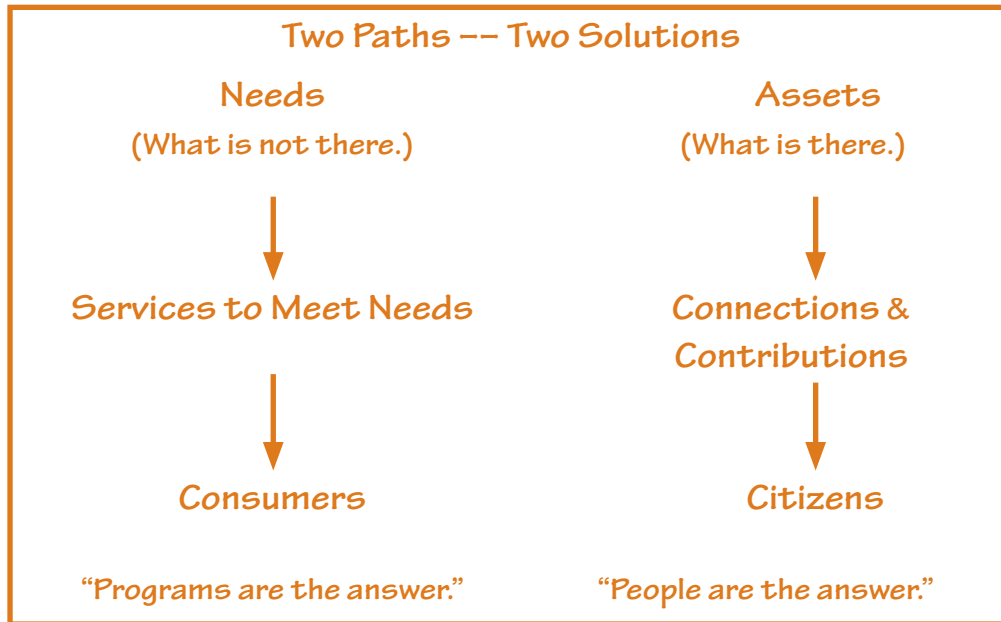 Two Paths -- Two Solutions
Needs
(What is not there.)
Services to Meet Needs
Consumers
“Programs are the answer.”
Assets
(What is there.)
Connections &
Contributions
Citizens
“People are the answer.”